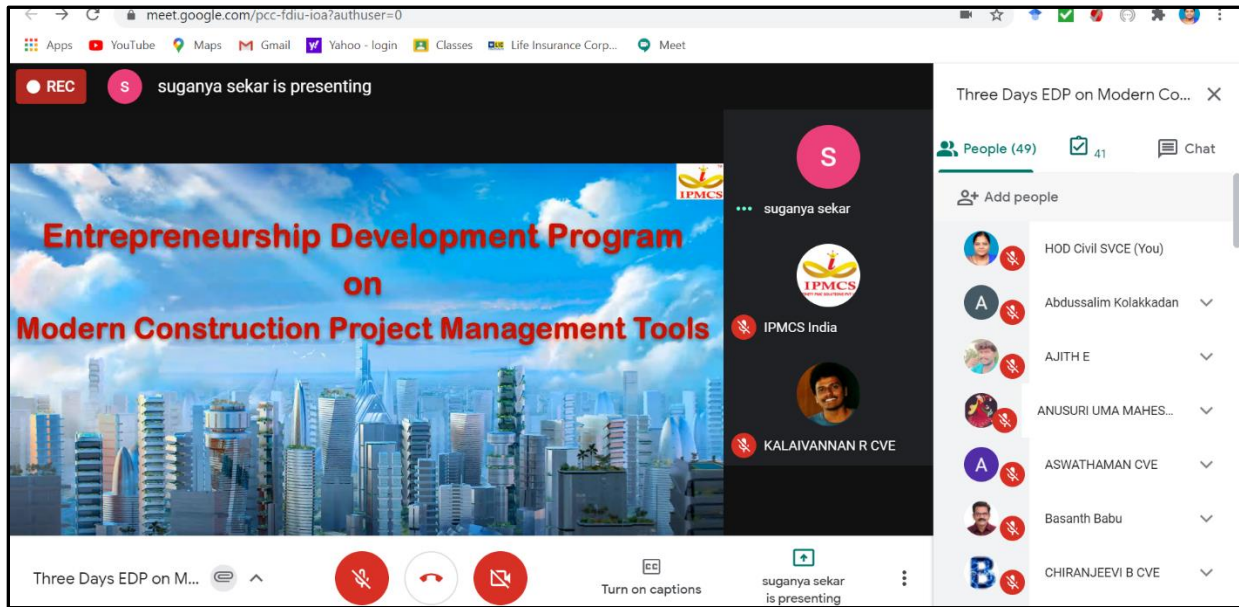 meet.google.com/pcc-fdiu-ioa?authuser=0
Apps YouTube Maps Gmail Yahoo - login Classes Life Insurance Corp... Meet
REC S suganya sekar is presenting
IPMCS
Entrepreneurship Development Program
on
Modern Construction Project Management Tools
S
suganya sekar
IPMCS
IPMCS India
KALAIVANNAN R CVE
Three Days EDP on Modern Co...
People (49) 41 Chat
Add people
HOD Civil SVCE (You)
A Abdussalim Kolakkadan
AJITH E
ANUSURI UMA MAHES...
A ASWATHAMAN CVE
Basanth Babu
B CHIRANJEEVI B CVE
Three Days EDP on M...
CC
Turn on captions
suganya sekar
is presenting